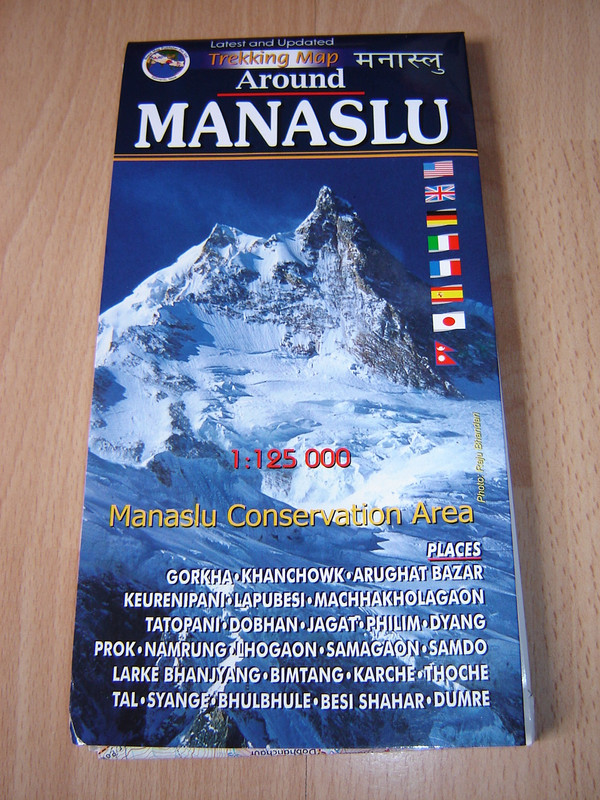 Latest and Updated
Trekking Map मनास्लु
Around
MANASLU
1:125 000
Photo: Raju Bhandari
Manaslu Conservation Area
PLACES
GORKHA•KHANCHOWK•ARUGHAT BAZAR
KEURENIPANI•LAPUBESI•MACHHAKHOLAGAON
TATOPANI•DOBHAN•JAGAT•PHILIM•DYANG
PROK•NAMRUNG•LHOGAON•SAMAGAON•SAMDO
LARKE BHANJYANG•BIMTANG•KARCHE•THOCHE
TAL•SYANGE•BHULBHULE•BESI SHAHAR•DUMRE